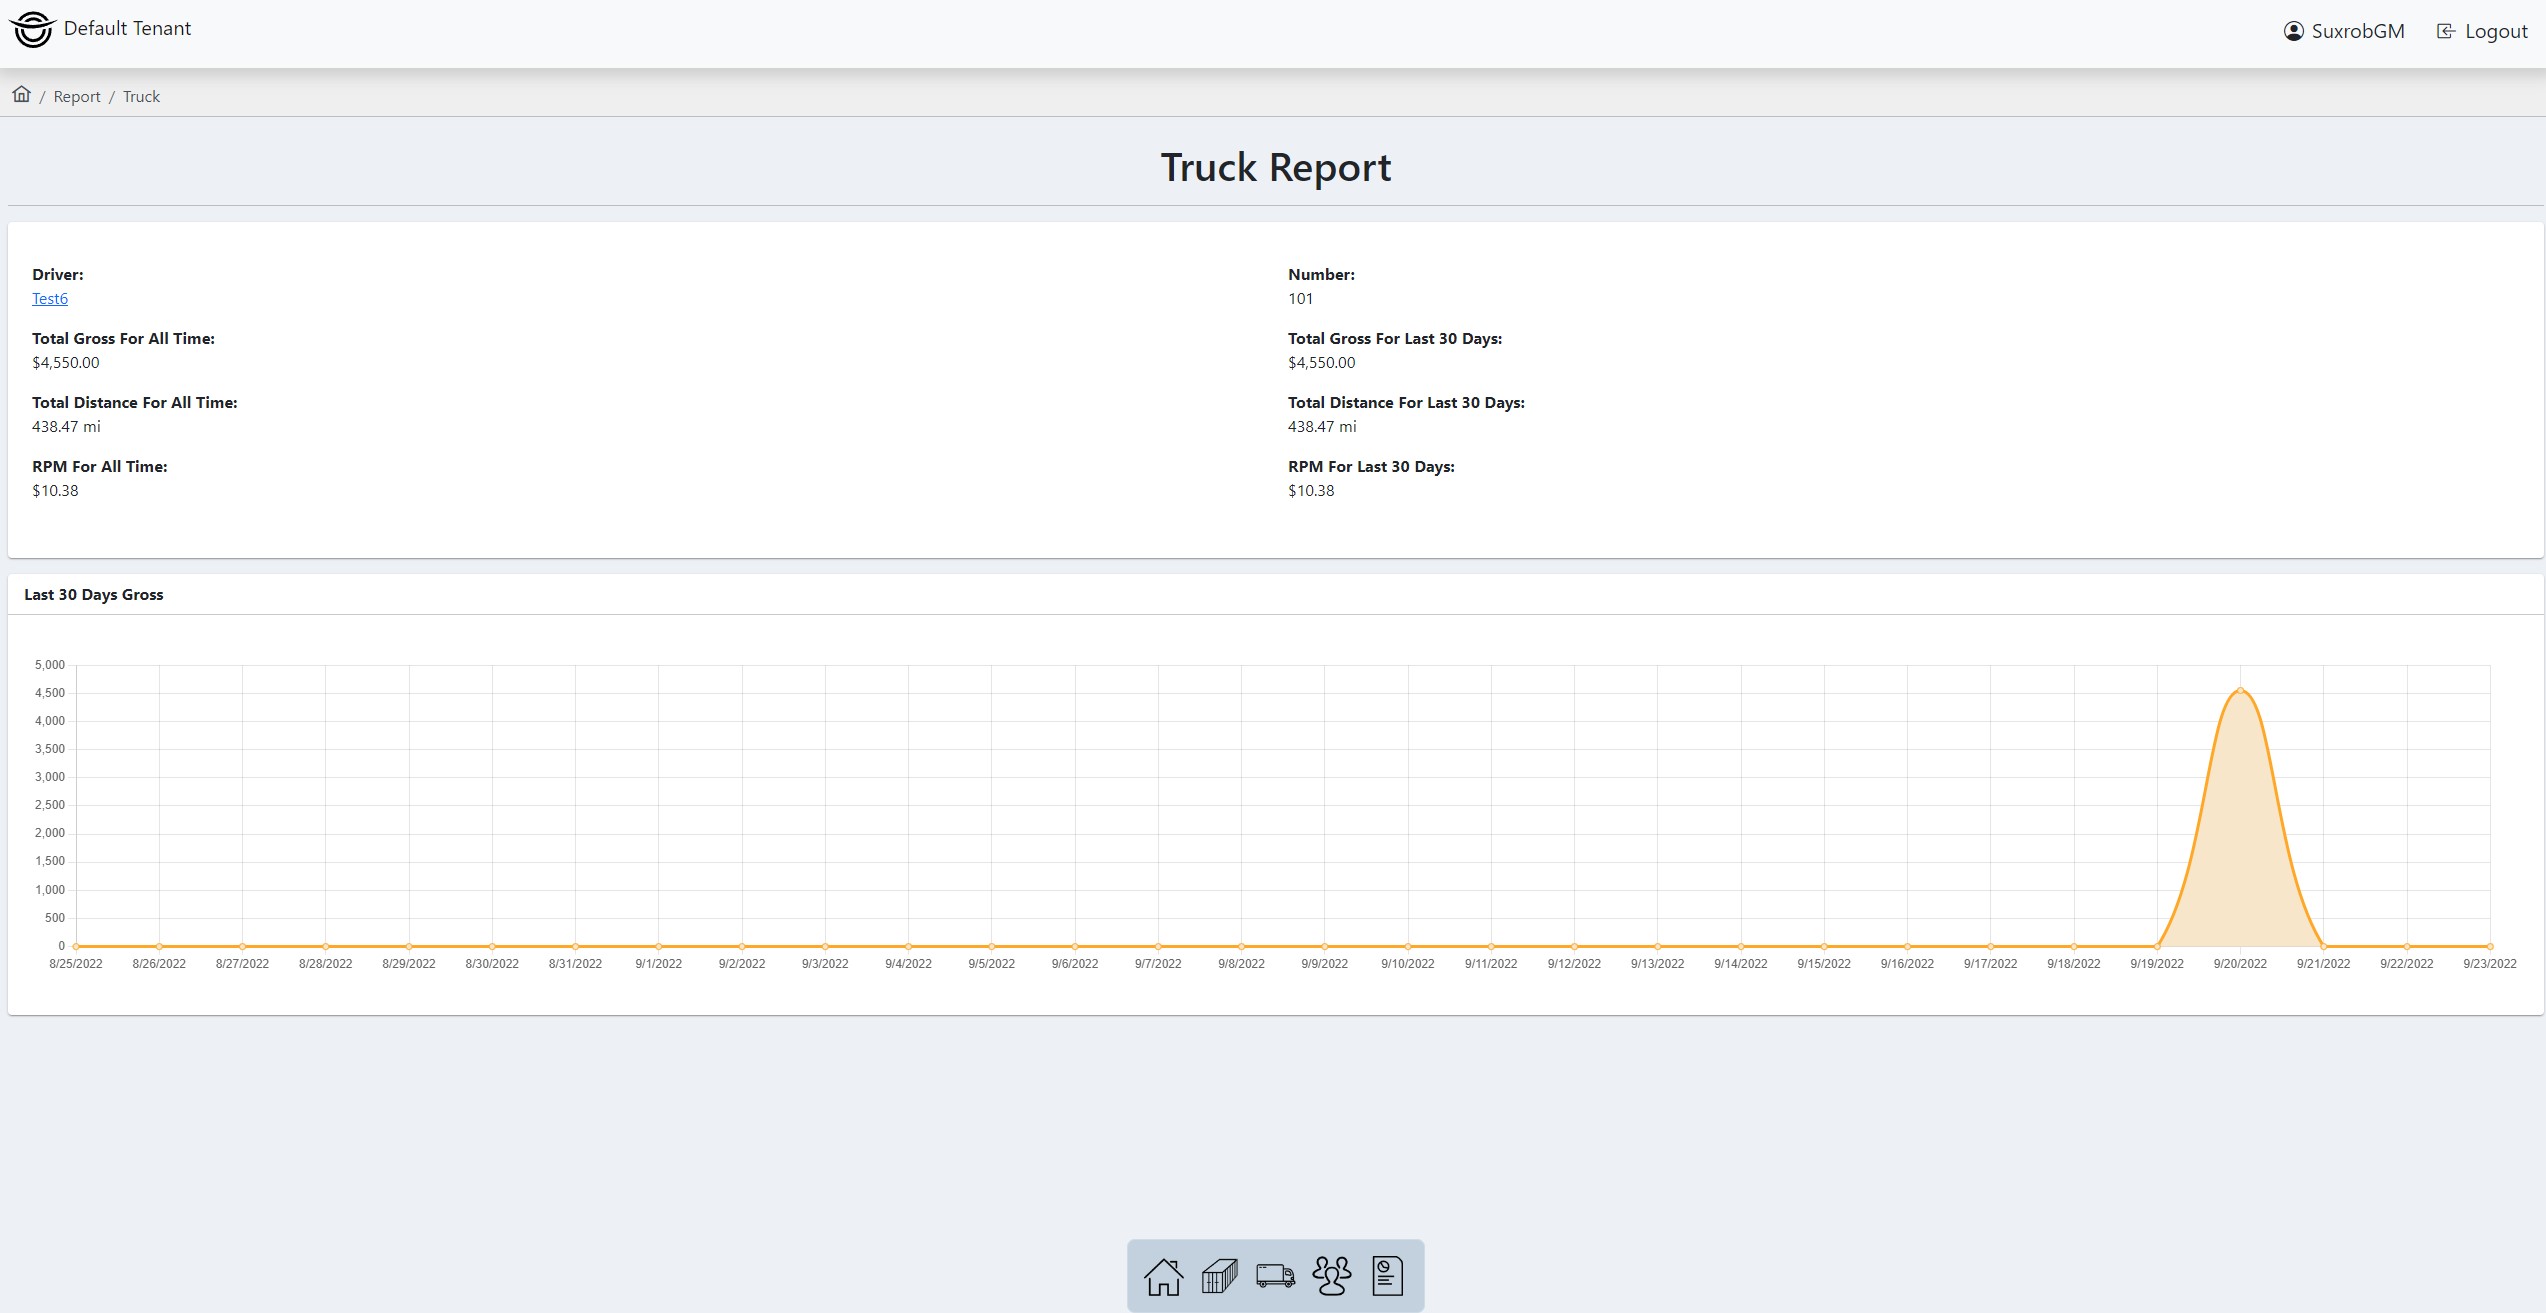 Default Tenant
SuxrobGM
Logout
/ Report / Truck
Truck Report
Driver:
Test6
Number:
101
Total Gross For All Time:
$4,550.00
Total Gross For Last 30 Days:
$4,550.00
Total Distance For All Time:
438.47 mi
Total Distance For Last 30 Days:
438.47 mi
RPM For All Time:
$10.38
RPM For Last 30 Days:
$10.38
Last 30 Days Gross
5,000
4,500
4,000
3,500
3,000
2,500
2,000
1,500
1,000
500
0
8/25/2022 8/26/2022 8/27/2022 8/28/2022 8/29/2022 8/30/2022 8/31/2022 9/1/2022 9/2/2022 9/3/2022 9/4/2022 9/5/2022 9/6/2022 9/7/2022 9/8/2022 9/9/2022 9/10/2022 9/11/2022 9/12/2022 9/13/2022 9/14/2022 9/15/2022 9/16/2022 9/17/2022 9/18/2022 9/19/2022 9/20/2022 9/21/2022 9/22/2022 9/23/2022